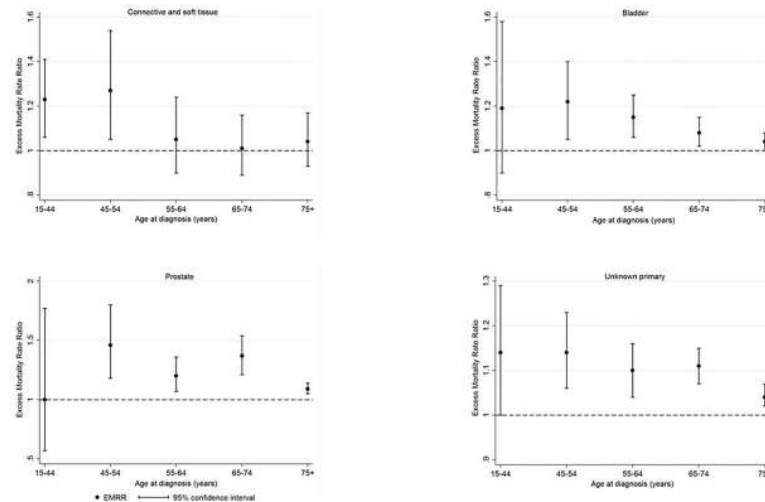 Connective and soft tissue
Excess Mortality Rate Ratio
1.6
1.4
1.2
1
.8
15-44 45-54 55-64 65-74 75+
Age at diagnosis (years)
Bladder
Excess Mortality Rate Ratio
1.6
1.4
1.2
1
.8
15-44 45-54 55-64 65-74 75
Age at diagnosis (years)
Prostate
Excess Mortality Rate Ratio
2
1.5
1
.5
15-44 45-54 55-64 65-74 75+
Age at diagnosis (years)
EMRR 95% confidence interval
Unknown primary
Excess Mortality Rate Ratio
1.3
1.2
1.1
1
.9
15-44 45-54 55-64 65-74 75
Age at diagnosis (years)